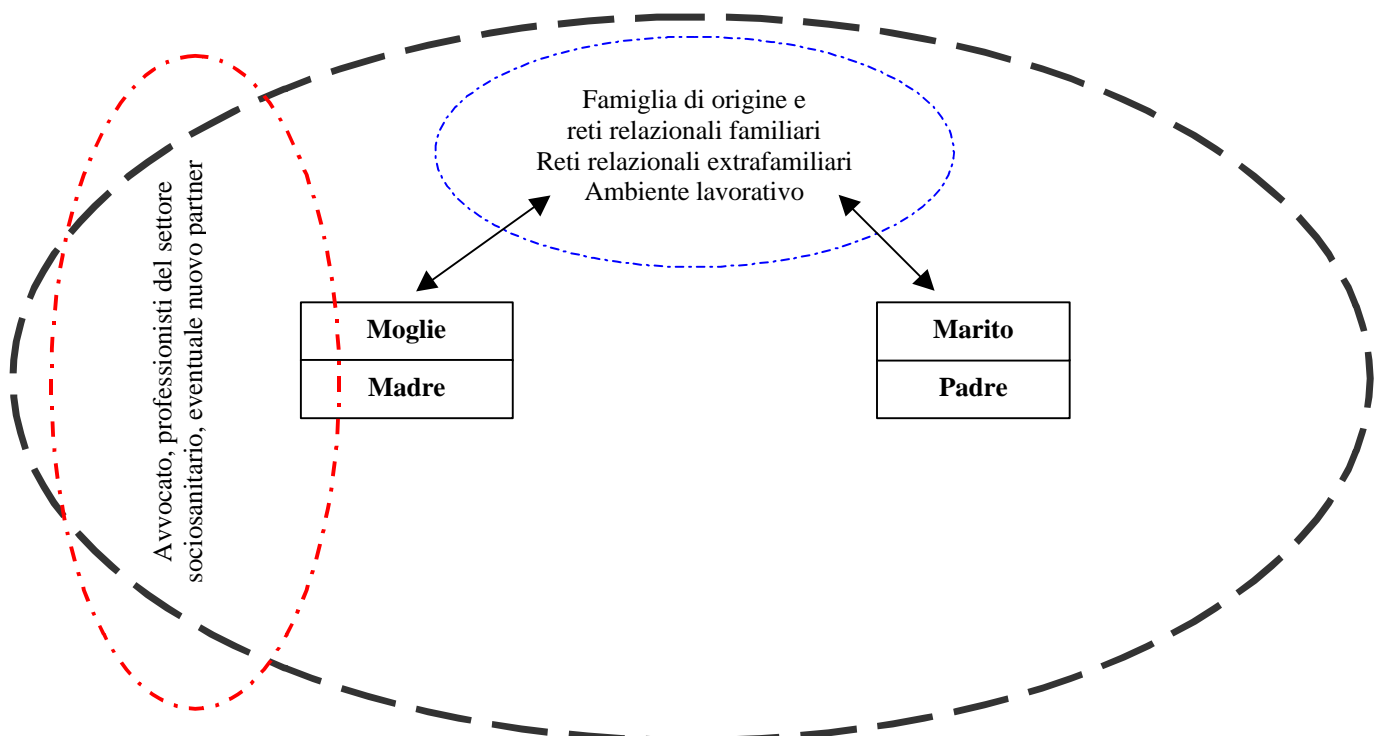 Famiglia di origine e
reti relazionali familiari
Reti relazionali extrafamiliari
Ambiente lavorativo
Avvocato, professionisti del settore
sociosanitario, eventuale nuovo partner
Moglie
Madre
Marito
Padre